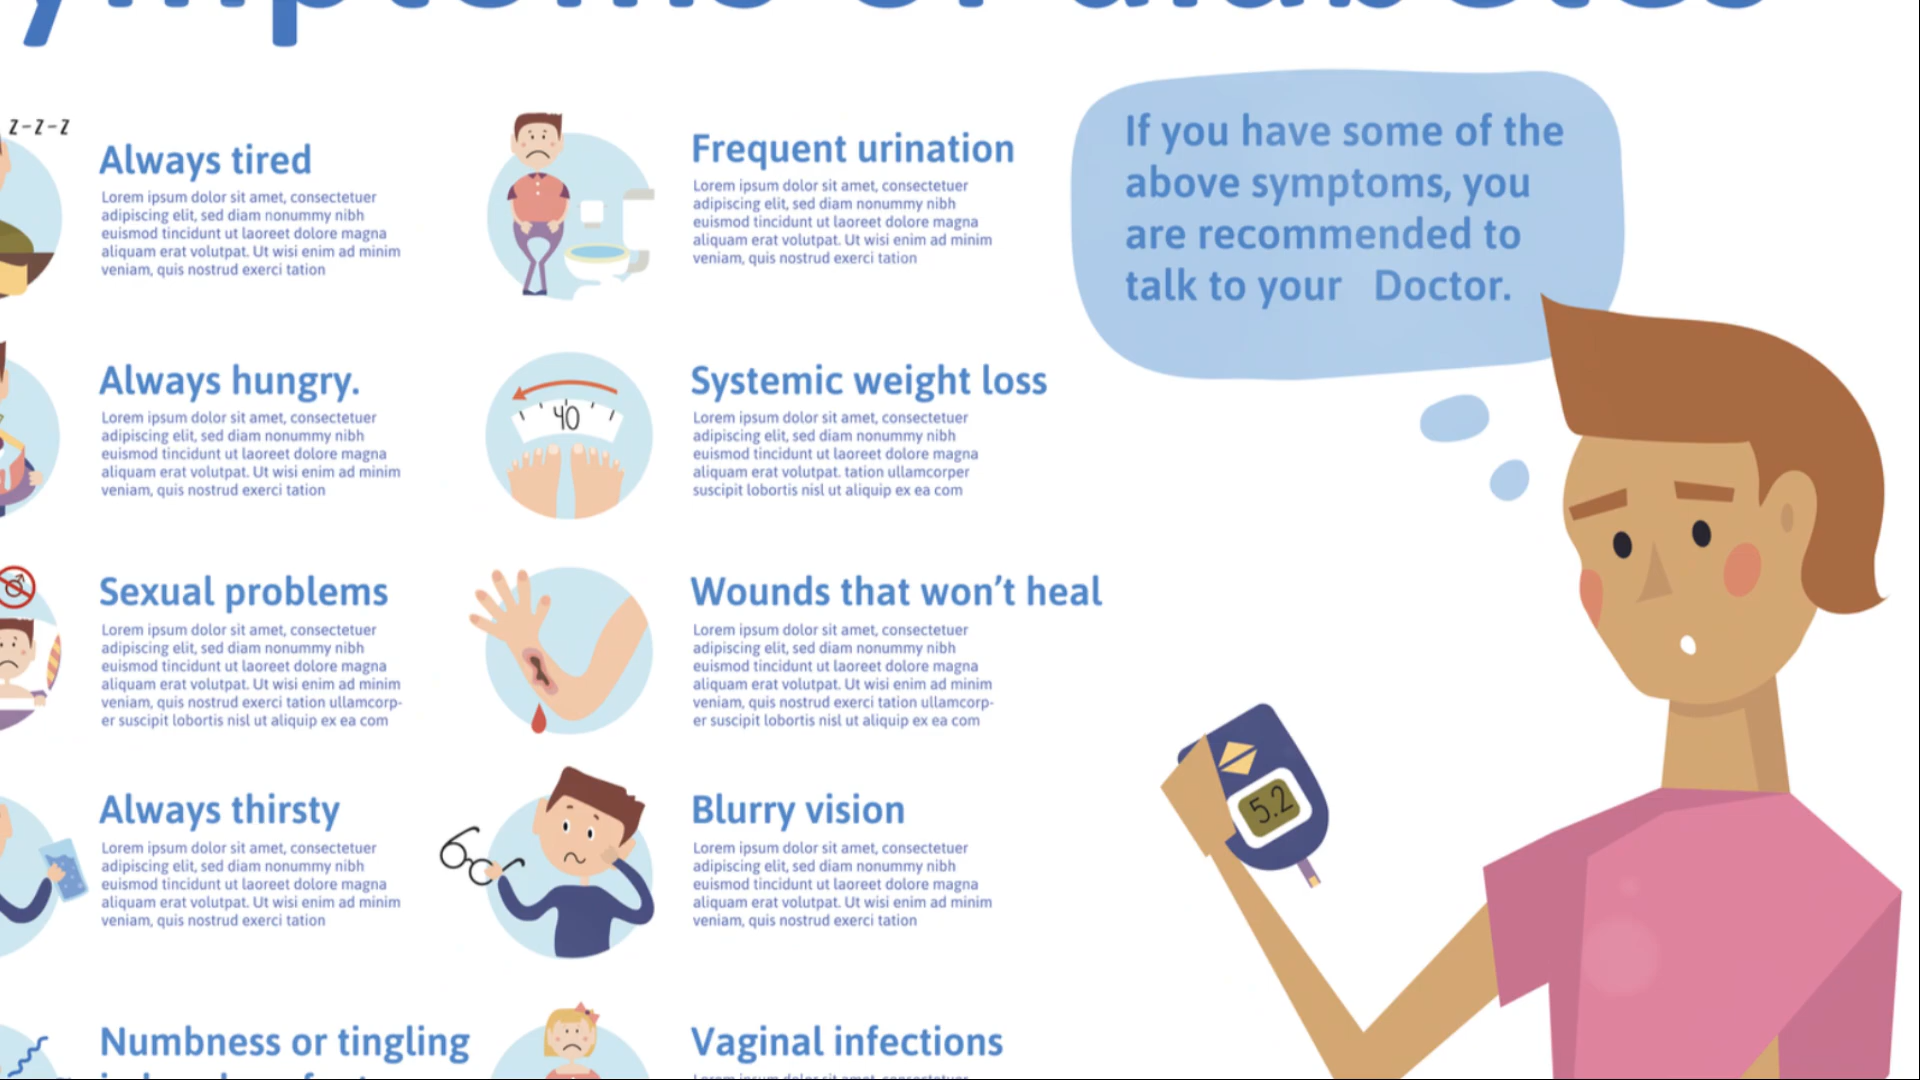 symptoms of diabetes
z-z-z
Always tired
Lorem ipsum dolor sit amet, consectetuer
adipiscing elit, sed diam nonummy nibh
euismod tincidunt ut laoreet dolore magna
aliquam erat volutpat. Ut wisi enim ad minim
veniam, quis nostrud exerci tation
Always hungry.
Lorem ipsum dolor sit amet, consectetuer
adipiscing elit, sed diam nonummy nibh
euismod tincidunt ut laoreet dolore magna
aliquam erat volutpat. Ut wisi enim ad minim
veniam, quis nostrud exerci tation
Sexual problems
Lorem ipsum dolor sit amet, consectetuer
adipiscing elit, sed diam nonummy nibh
euismod tincidunt ut laoreet dolore magna
aliquam erat volutpat. Ut wisi enim ad minim
veniam, quis nostrud exerci tation ullamcorp-
er suscipit lobortis nisl ut aliquip ex ea com
Always thirsty
Lorem ipsum dolor sit amet, consectetuer
adipiscing elit, sed diam nonummy nibh
euismod tincidunt ut laoreet dolore magna
aliquam erat volutpat. Ut wisi enim ad minim
veniam, quis nostrud exerci tation
Numbness or tingling
Frequent urination
Lorem ipsum dolor sit amet, consectetuer
adipiscing elit, sed diam nonummy nibh
euismod tincidunt ut laoreet dolore magna
aliquam erat volutpat. Ut wisi enim ad minim
veniam, quis nostrud exerci tation
40
Systemic weight loss
Lorem ipsum dolor sit amet, consectetuer
adipiscing elit, sed diam nonummy nibh
euismod tincidunt ut laoreet dolore magna
aliquam erat volutpat. tation ullamcorper
suscipit lobortis nisl ut aliquip ex ea com
Wounds that won’t heal
Lorem ipsum dolor sit amet, consectetuer
adipiscing elit, sed diam nonummy nibh
euismod tincidunt ut laoreet dolore magna
aliquam erat volutpat. Ut wisi enim ad minim
veniam, quis nostrud exerci tation ullamcorp-
er suscipit lobortis nisl ut aliquip ex ea com
Blurry vision
Lorem ipsum dolor sit amet, consectetuer
adipiscing elit, sed diam nonummy nibh
euismod tincidunt ut laoreet dolore magna
aliquam erat volutpat. Ut wisi enim ad minim
veniam, quis nostrud exerci tation
Vaginal infections
If you have some of the
above symptoms, you
are recommended to
talk to your Doctor.
5.2